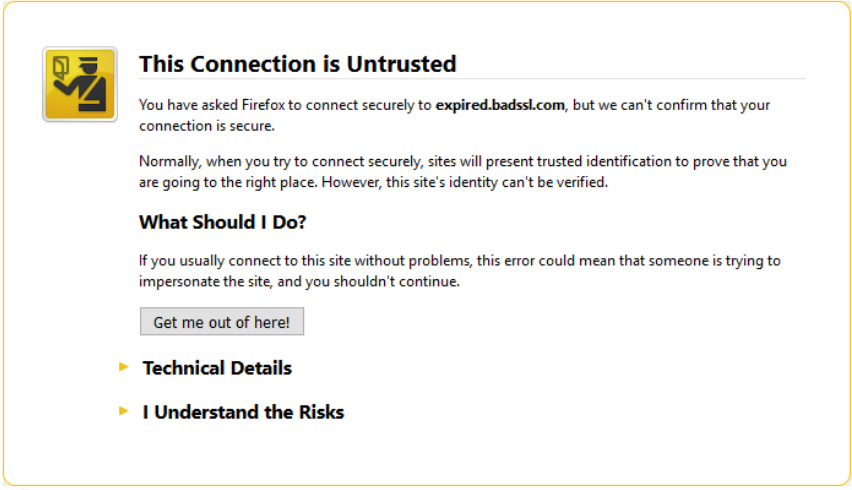 This Connection is Untrusted
You have asked Firefox to connect securely to expired.badssl.com, but we can't confirm that your
connection is secure.
Normally, when you try to connect securely, sites will present trusted identification to prove that you
are going to the right place. However, this site's identity can't be verified.
What Should I Do?
If you usually connect to this site without problems, this error could mean that someone is trying to
impersonate the site, and you shouldn't continue.
Get me out of here!
Technical Details
I Understand the Risks